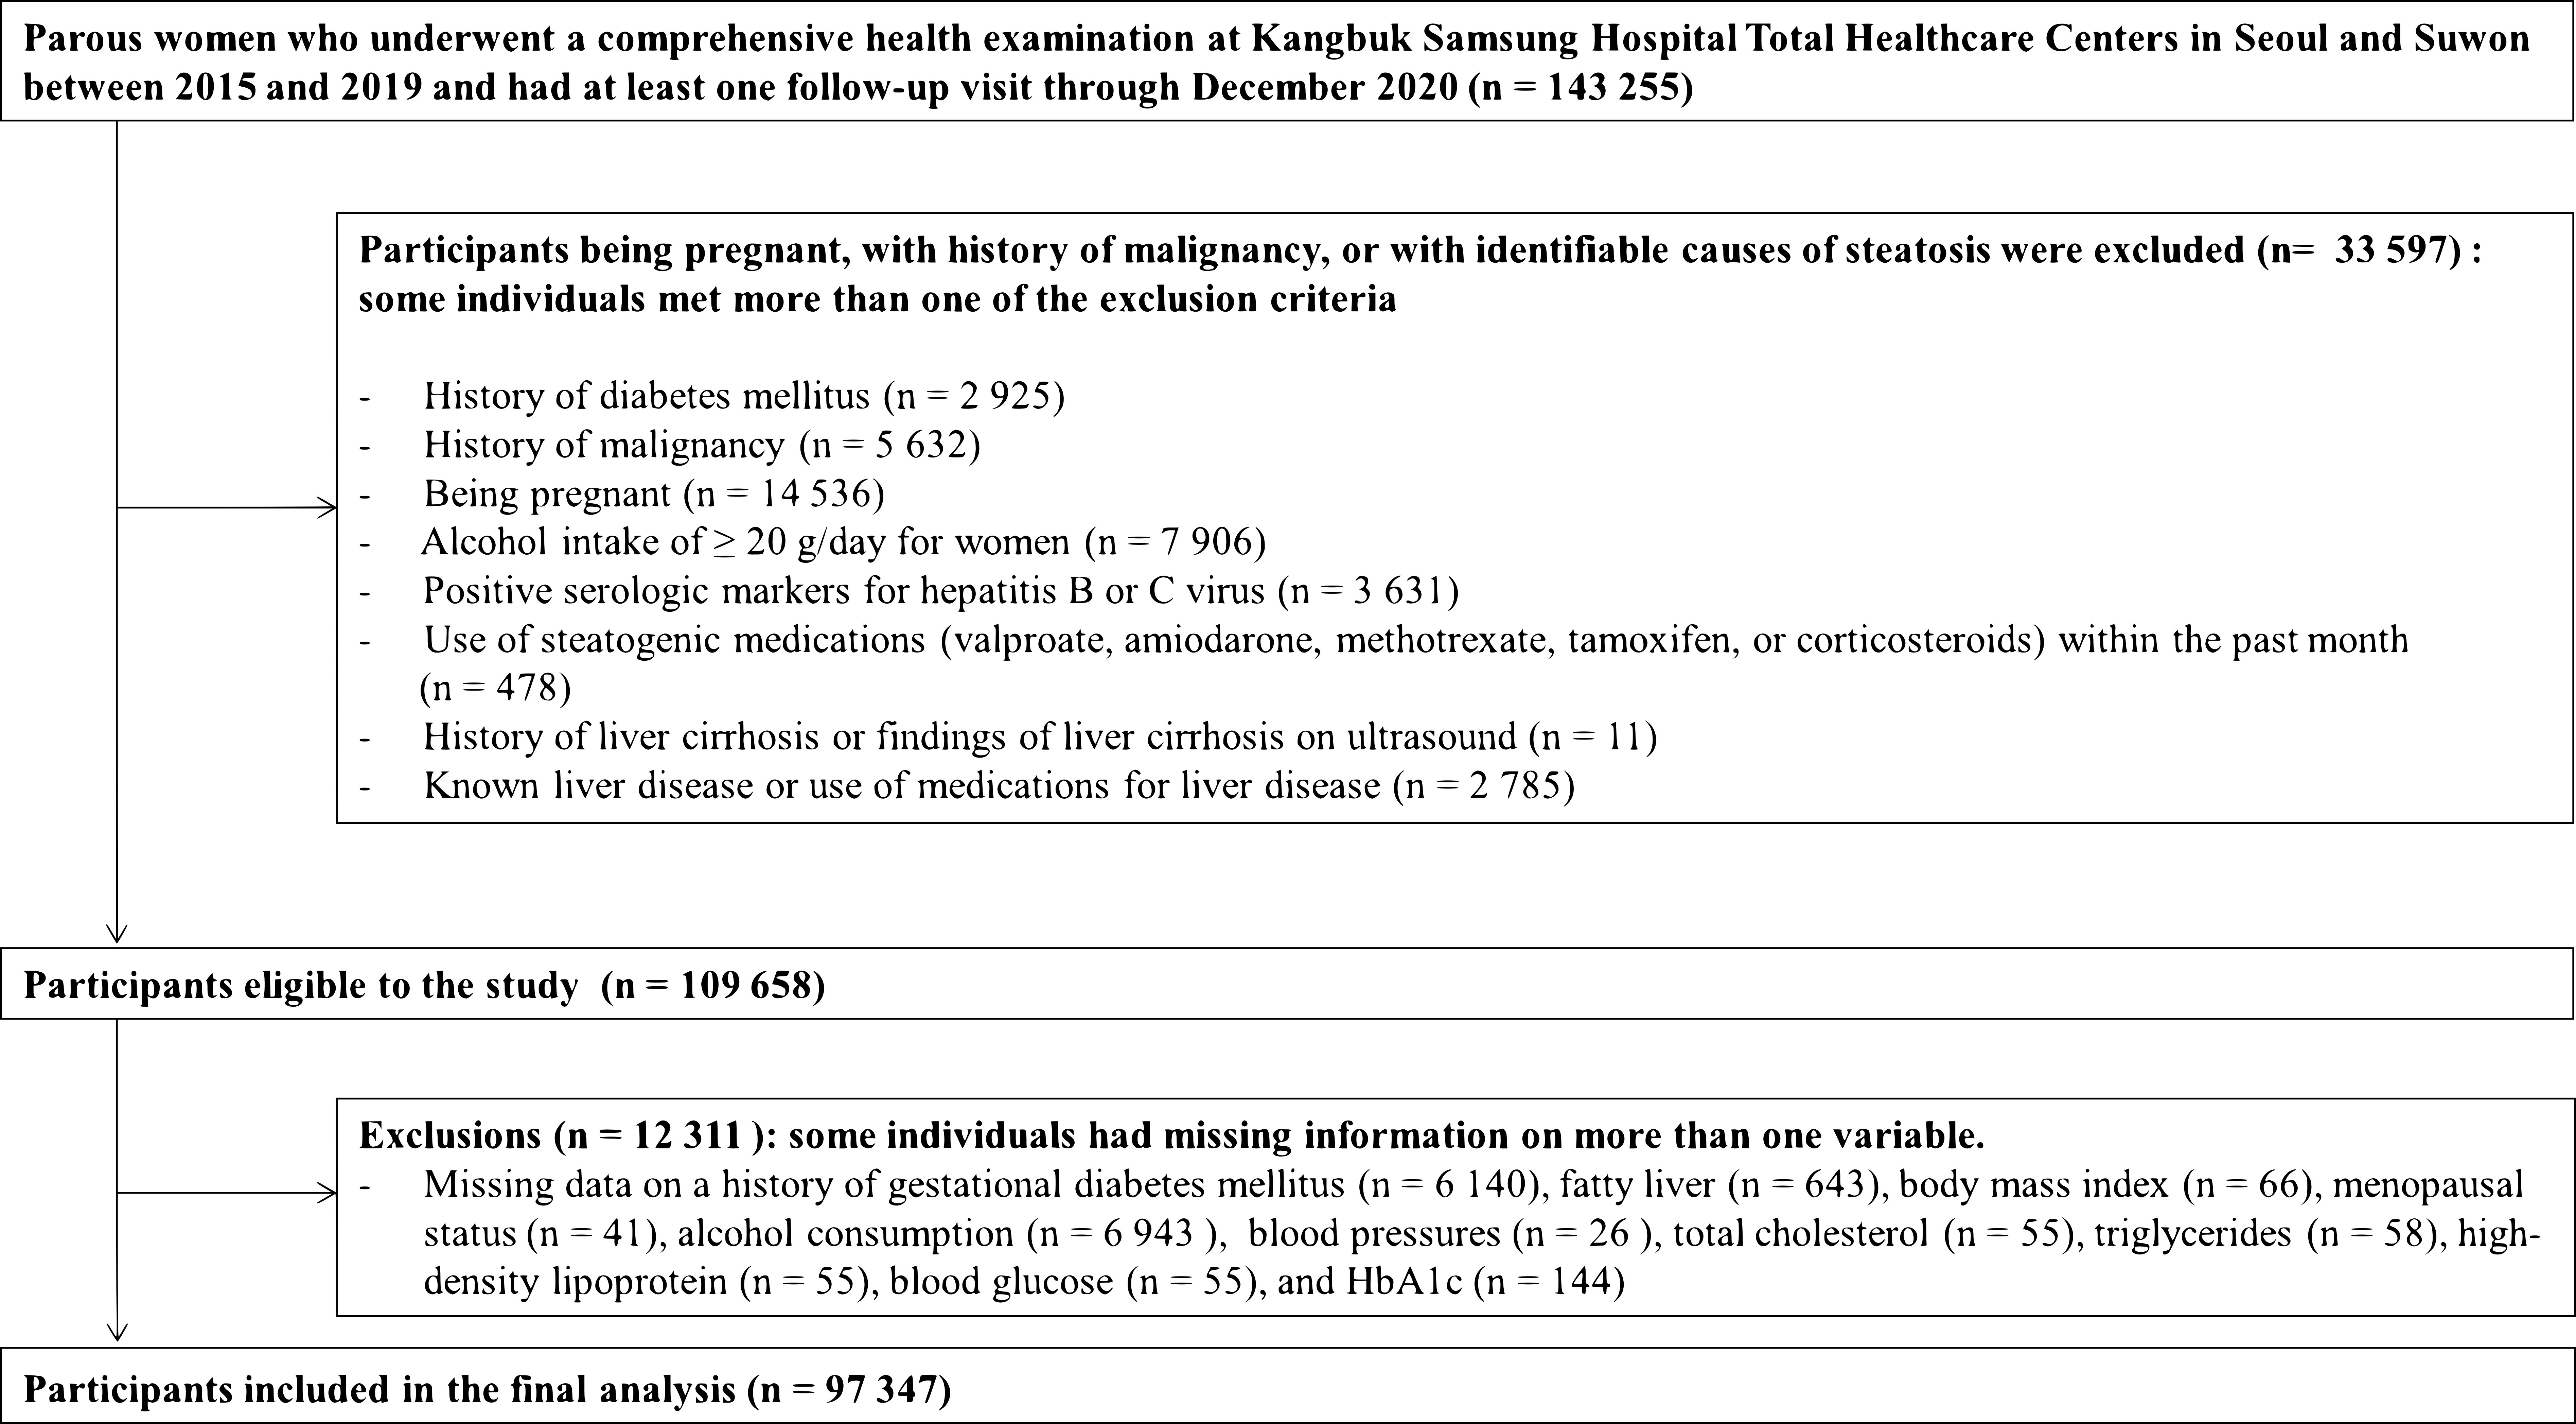 Parous women who underwent a comprehensive health examination at Kangbuk Samsung Hospital Total Healthcare Centers in Seoul and Suwon
between 2015 and 2019 and had at least one follow-up visit through December 2020 (n = 143 255)
Participants being pregnant, with history of malignancy, or with identifiable causes of steatosis were excluded (n= 33 597) :
some individuals met more than one of the exclusion criteria
- History of diabetes mellitus (n = 2 925)
- History of malignancy (n = 5 632)
- Being pregnant (n = 14 536)
- Alcohol intake of ≥ 20 g/day for women (n = 7 906)
- Positive serologic markers for hepatitis B or C virus (n = 3 631)
- Use of steatogenic medications (valproate, amiodarone, methotrexate, tamoxifen, or corticosteroids) within the past month
(n = 478)
- History of liver cirrhosis or findings of liver cirrhosis on ultrasound (n = 11)
- Known liver disease or use of medications for liver disease (n = 2 785)
Participants eligible to the study (n = 109 658)
Exclusions (n = 12 311 ): some individuals had missing information on more than one variable.
- Missing data on a history of gestational diabetes mellitus (n = 6 140), fatty liver (n = 643), body mass index (n = 66), menopausal
status (n = 41), alcohol consumption (n = 6 943 ), blood pressures (n = 26 ), total cholesterol (n = 55), triglycerides (n = 58), high-
density lipoprotein (n = 55), blood glucose (n = 55), and HbA1c (n = 144)
Participants included in the final analysis (n = 97 347)